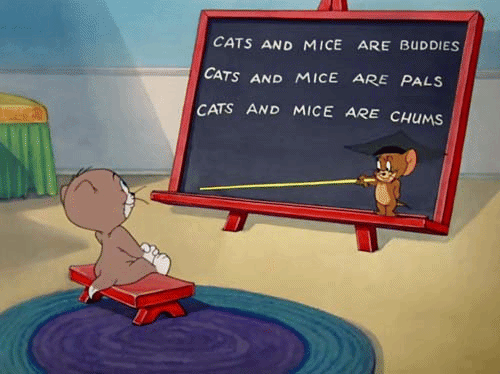 CATS AND MICE ARE BUDDIES
CATS AND MICE ARE PALS
CATS AND MICE ARE CHUMS